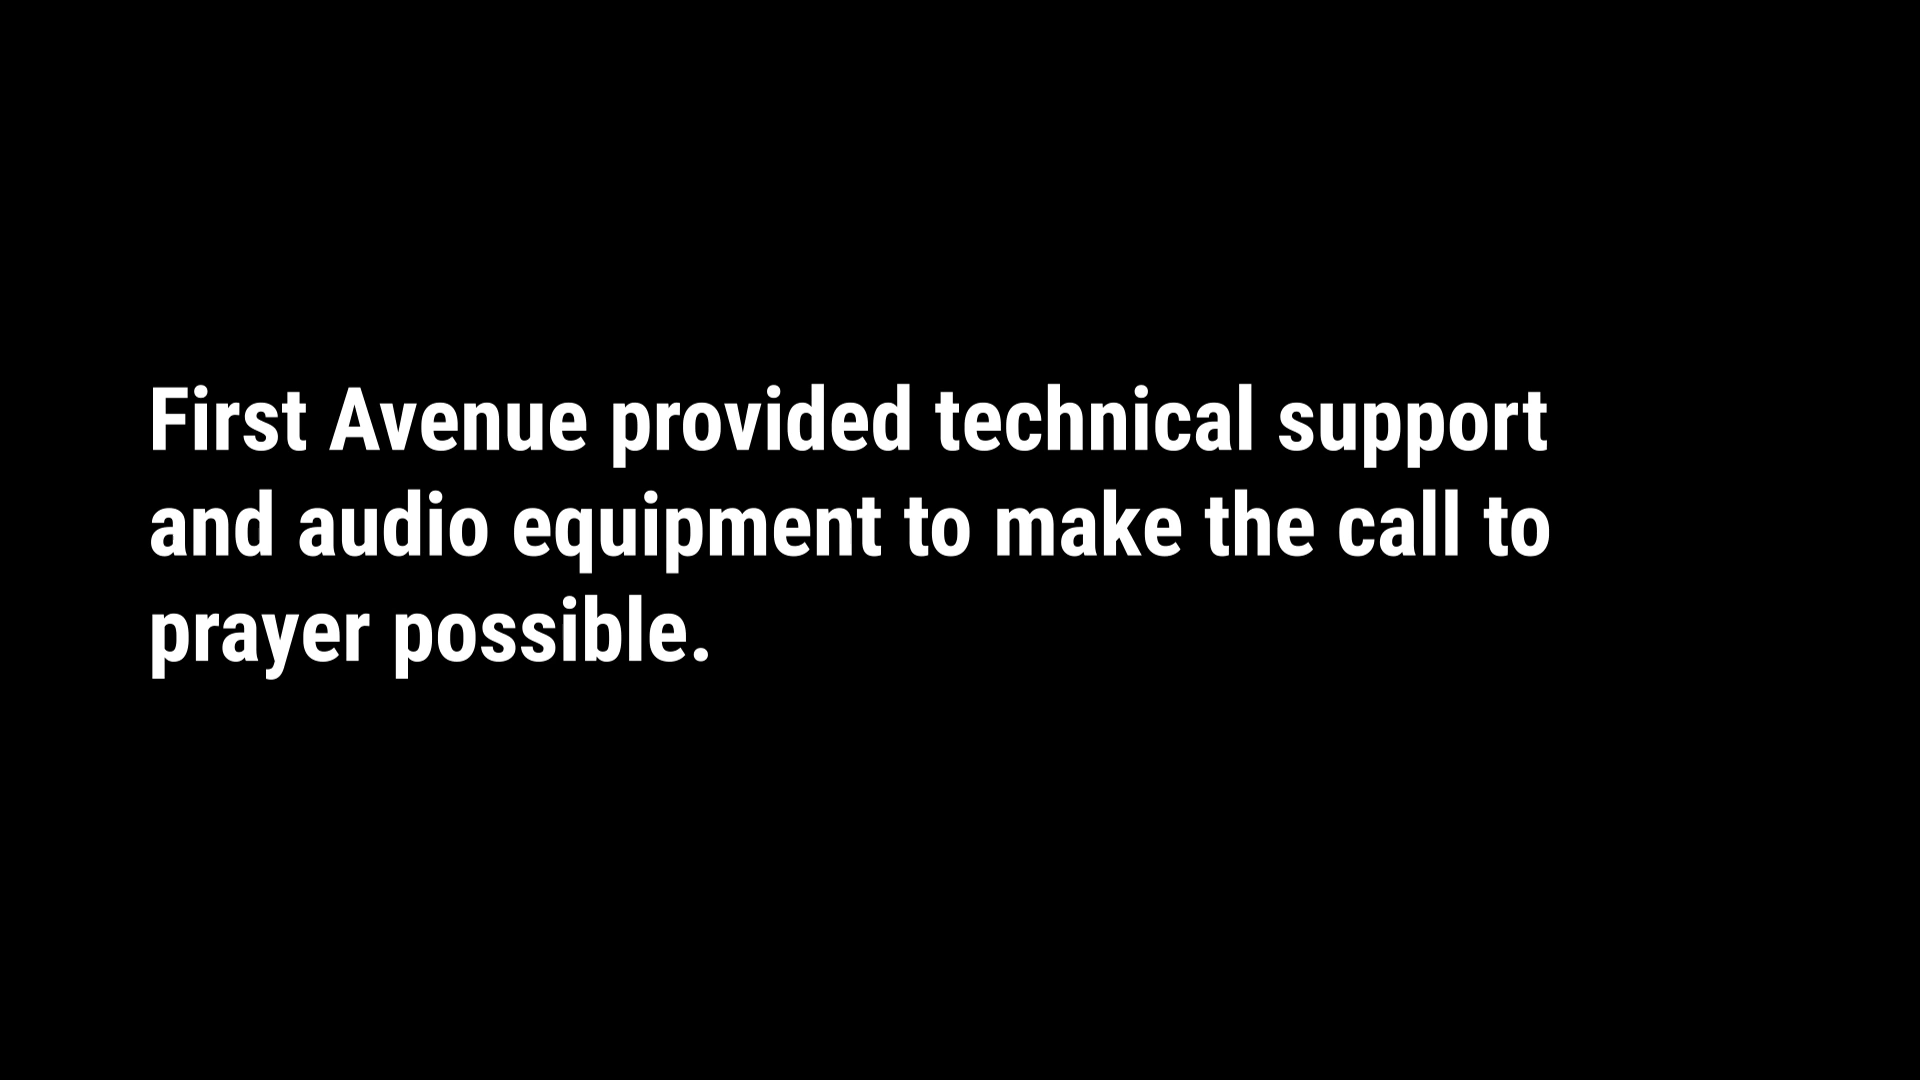 First Avenue provided technical support
and audio equipment to make the call to
prayer possible.